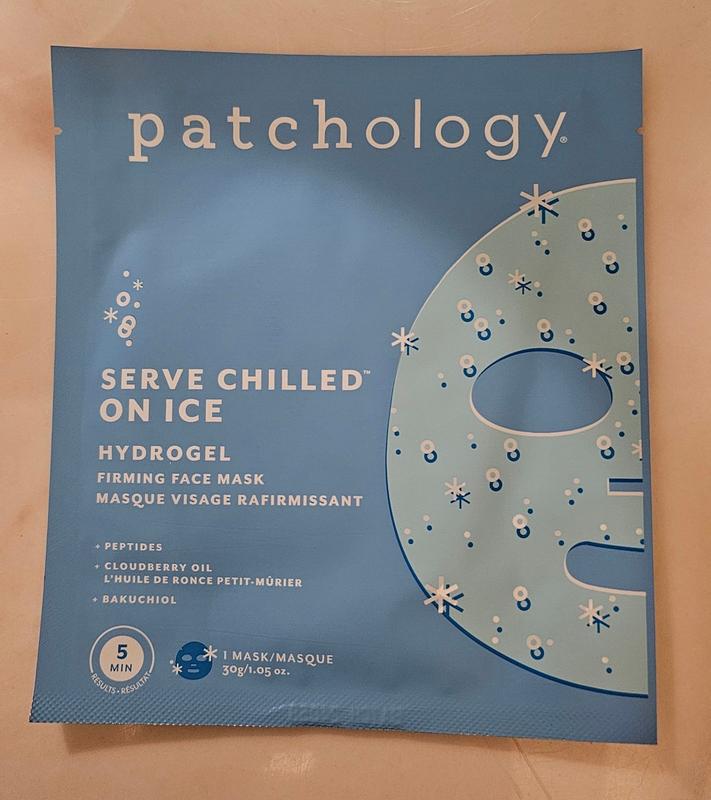 patchology®
SERVE CHILLED™
ON ICE
HYDROGEL
FIRMING FACE MASK
MASQUE VISAGE RAFIRMISSANT
+ PEPTIDES
+ CLOUDBERRY OIL
L'HUILE DE RONCE PETIT-MÛRIER
+ BAKUCHIOL
5
MIN
RESULTS • RÉSULTAT
1 MASK/MASQUE
30g/1.05 oz.